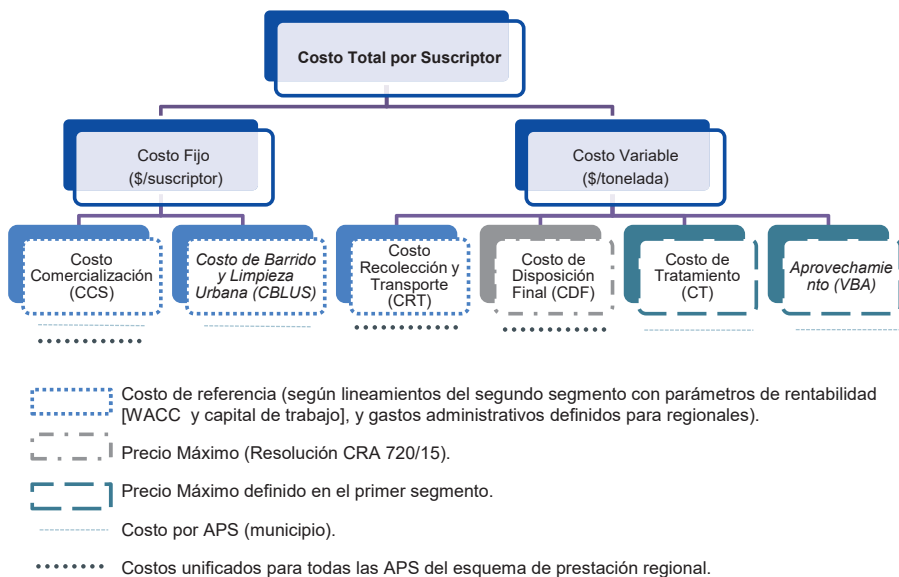 Costo Total por Suscriptor
Costo Fijo
($/suscriptor)
Costo Variable
($/tonelada)
Costo
Comercialización
(CCS)
Costo de Barrido
y Limpieza
Urbana (CBLUS)
Costo
Recolección y
Transporte (CRT)
Costo de
Disposición
Final (CDF)
Costo de
Tratamiento
(CT)
Aprovechamie
nto (VBA)
Costo de referencia (según lineamientos del segundo segmento con parámetros de rentabilidad
[WACC y capital de trabajo], y gastos administrativos definidos para regionales).
Precio Máximo (Resolución CRA 720/15).
Precio Máximo definido en el primer segmento.
Costo por APS (municipio).
Costos unificados para todas las APS del esquema de prestación regional.